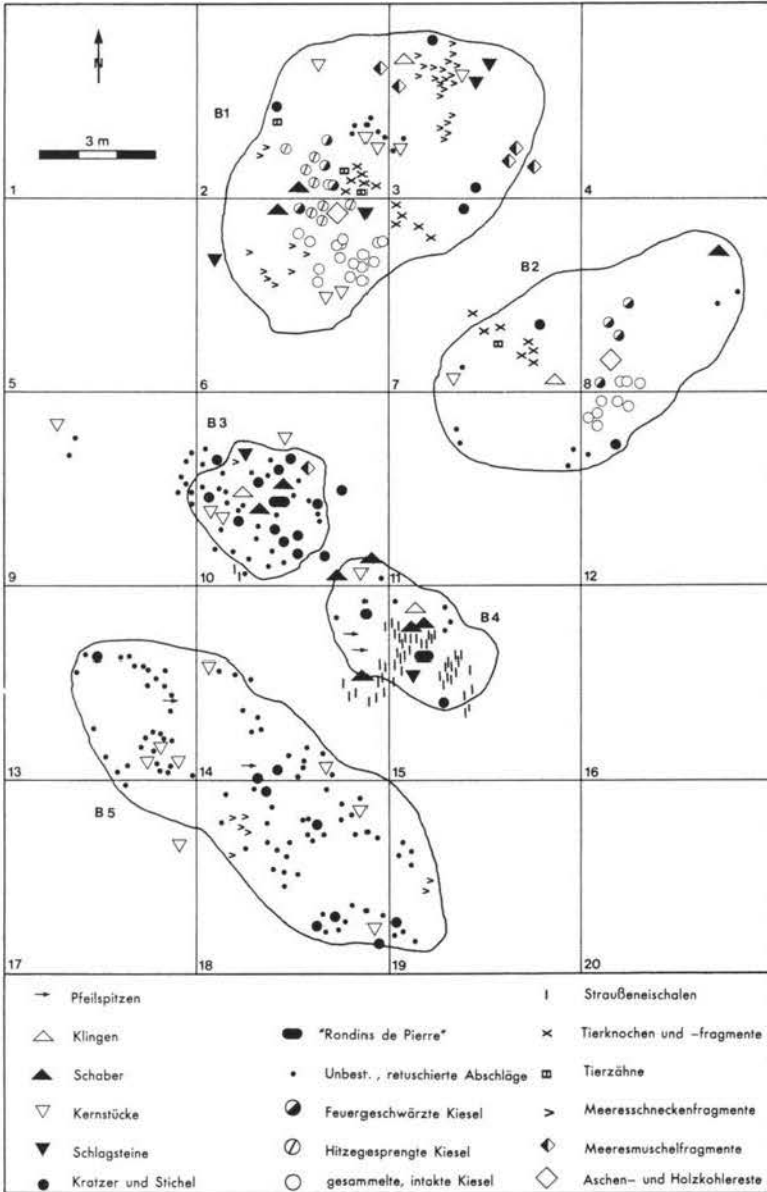 N
3 m
B1
1
2
3
4
B2
5
6
7
8
B3
9
10
11
12
B4
13
14
15
16
B5
17
18
19
20
Pfeilspitzen
Klingen
Schaber
Kernstücke
Schlagsteine
Kratzer und Stichel
"Rondins de Pierre"
Unbest., retuschierte Abschläge
Feuergeschwärzte Kiesel
Hitzegesprengte Kiesel
gesammelte, intakte Kiesel
Straußeneischalen
Tierknochen und -fragmente
Tierzähne
Meeresschneckenfragmente
Meeresmuschelfragmente
Aschen- und Holzkohlereste